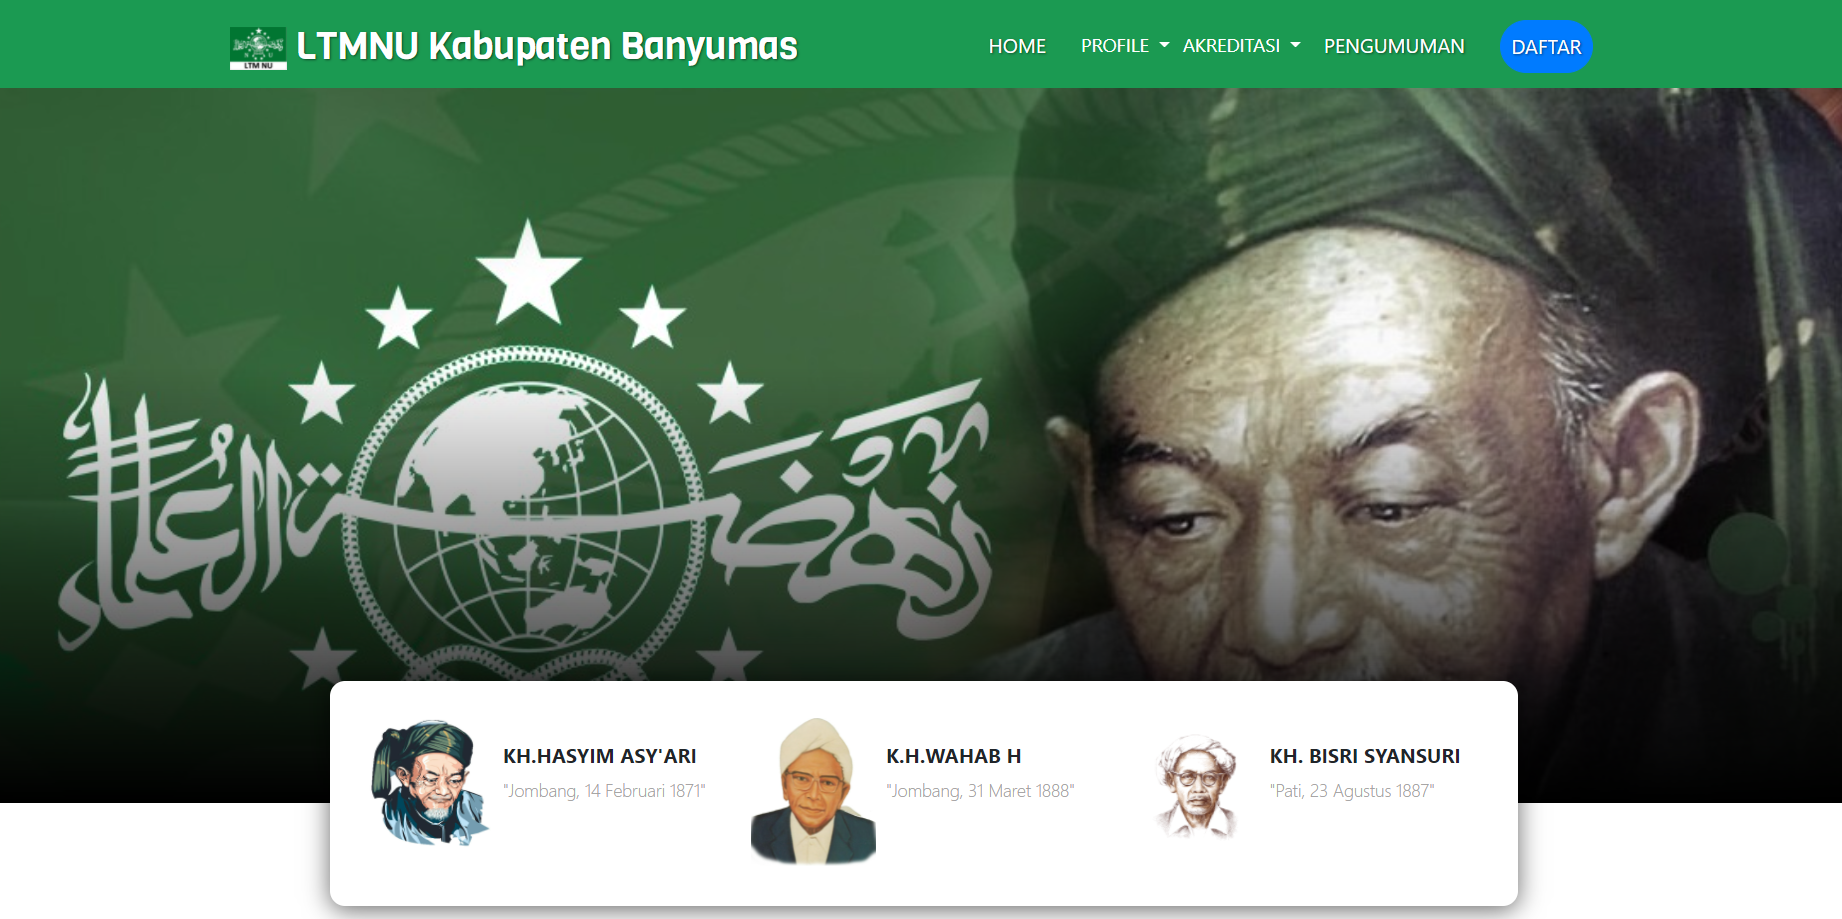 LTM NU
LTMNU Kabupaten Banyumas
HOME
PROFILE
AKREDITASI
PENGUMUMAN
DAFTAR
نهضة العلماء
KH.HASYIM ASY'ARI
"Jombang, 14 Februari 1871"
K.H.WAHAB H
"Jombang, 31 Maret 1888"
KH. BISRI SYANSURI
"Pati, 23 Agustus 1887"